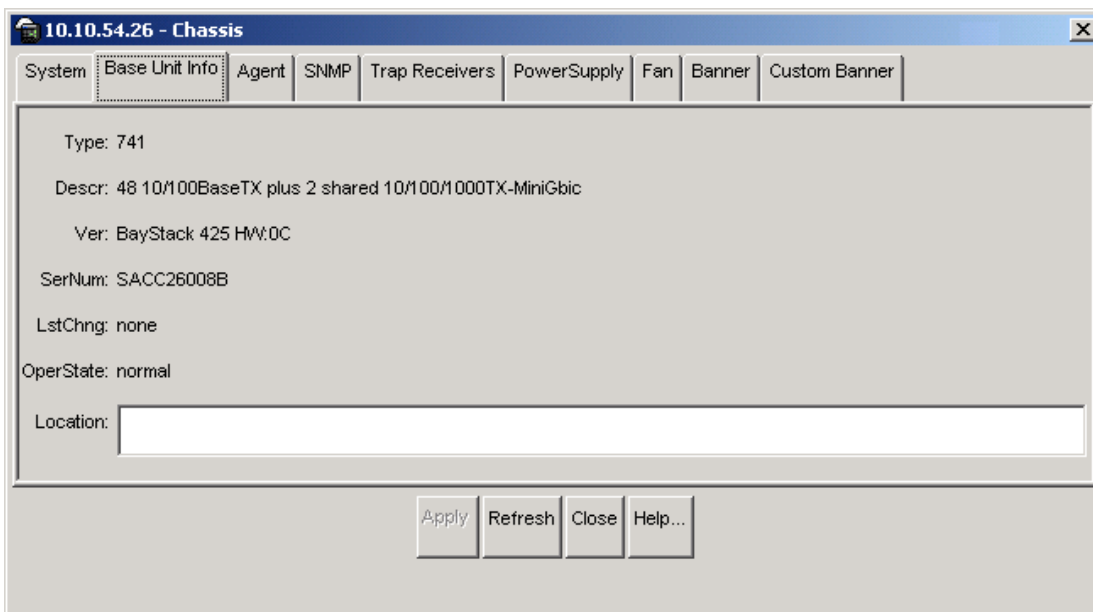 10.10.54.26 - Chassis
System Base Unit Info Agent SNMP Trap Receivers PowerSupply Fan Banner Custom Banner
Type: 741
Descr: 48 10/100BaseTX plus 2 shared 10/100/1000TX-MiniGbic
Ver: BayStack 425 HW:0C
SerNum: SACC26008B
LstChng: none
OperState: normal
Location:
Apply Refresh Close Help...